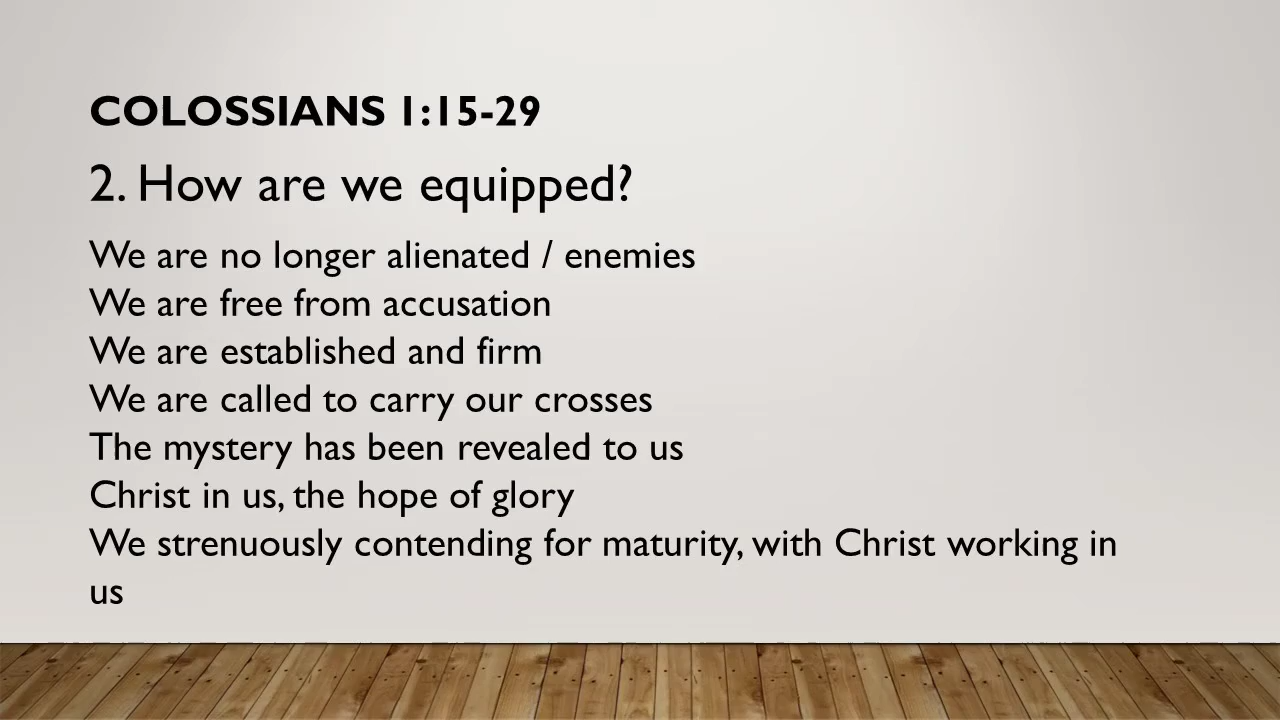 COLOSSIANS 1:15-29
2. How are we equipped?
We are no longer alienated / enemies
We are free from accusation
We are established and firm
We are called to carry our crosses
The mystery has been revealed to us
Christ in us, the hope of glory
We strenuously contending for maturity, with Christ working in
us